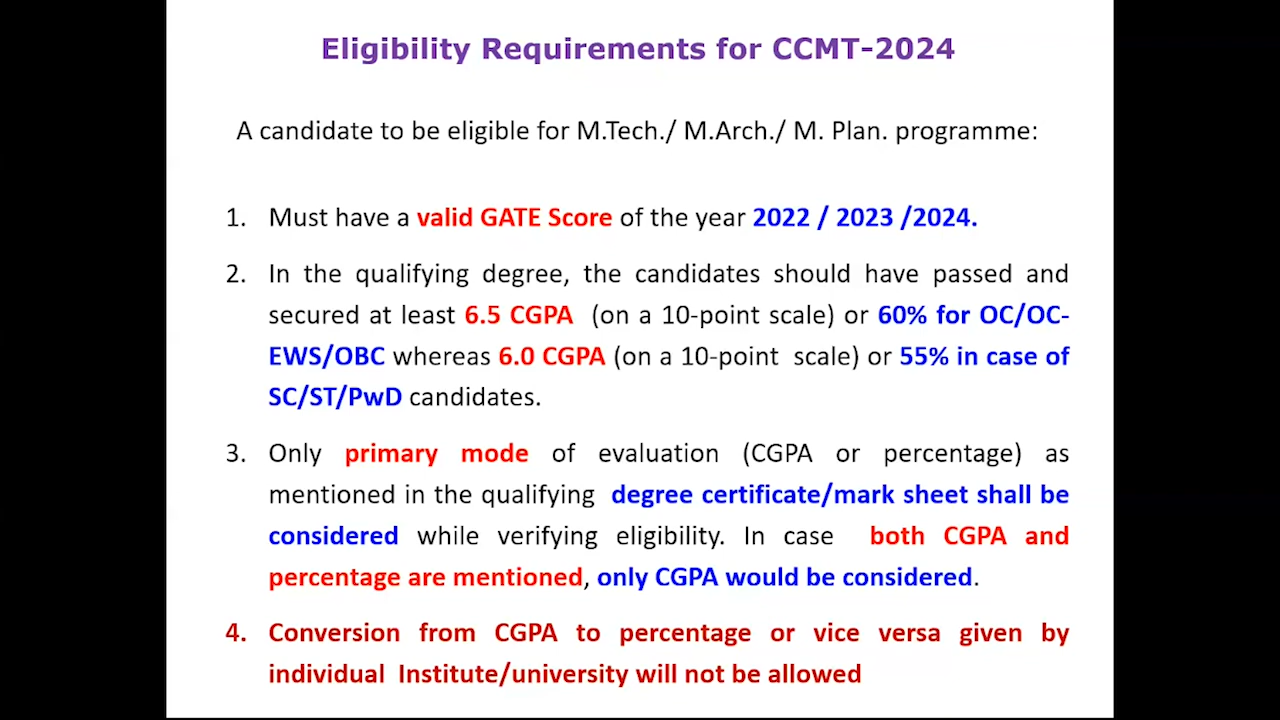 Eligibility Requirements for CCMT-2024
A candidate to be eligible for M.Tech./ M.Arch./ M. Plan. programme:
1. Must have a valid GATE Score of the year 2022 / 2023 /2024.
2. In the qualifying degree, the candidates should have passed and
secured at least 6.5 CGPA (on a 10-point scale) or 60% for OC/OC-
EWS/OBC whereas 6.0 CGPA (on a 10-point scale) or 55% in case of
SC/ST/PwD candidates.
3. Only primary mode of evaluation (CGPA or percentage) as
mentioned in the qualifying degree certificate/mark sheet shall be
considered while verifying eligibility. In case both CGPA and
percentage are mentioned, only CGPA would be considered.
4. Conversion from CGPA to percentage or vice versa given by
individual Institute/university will not be allowed